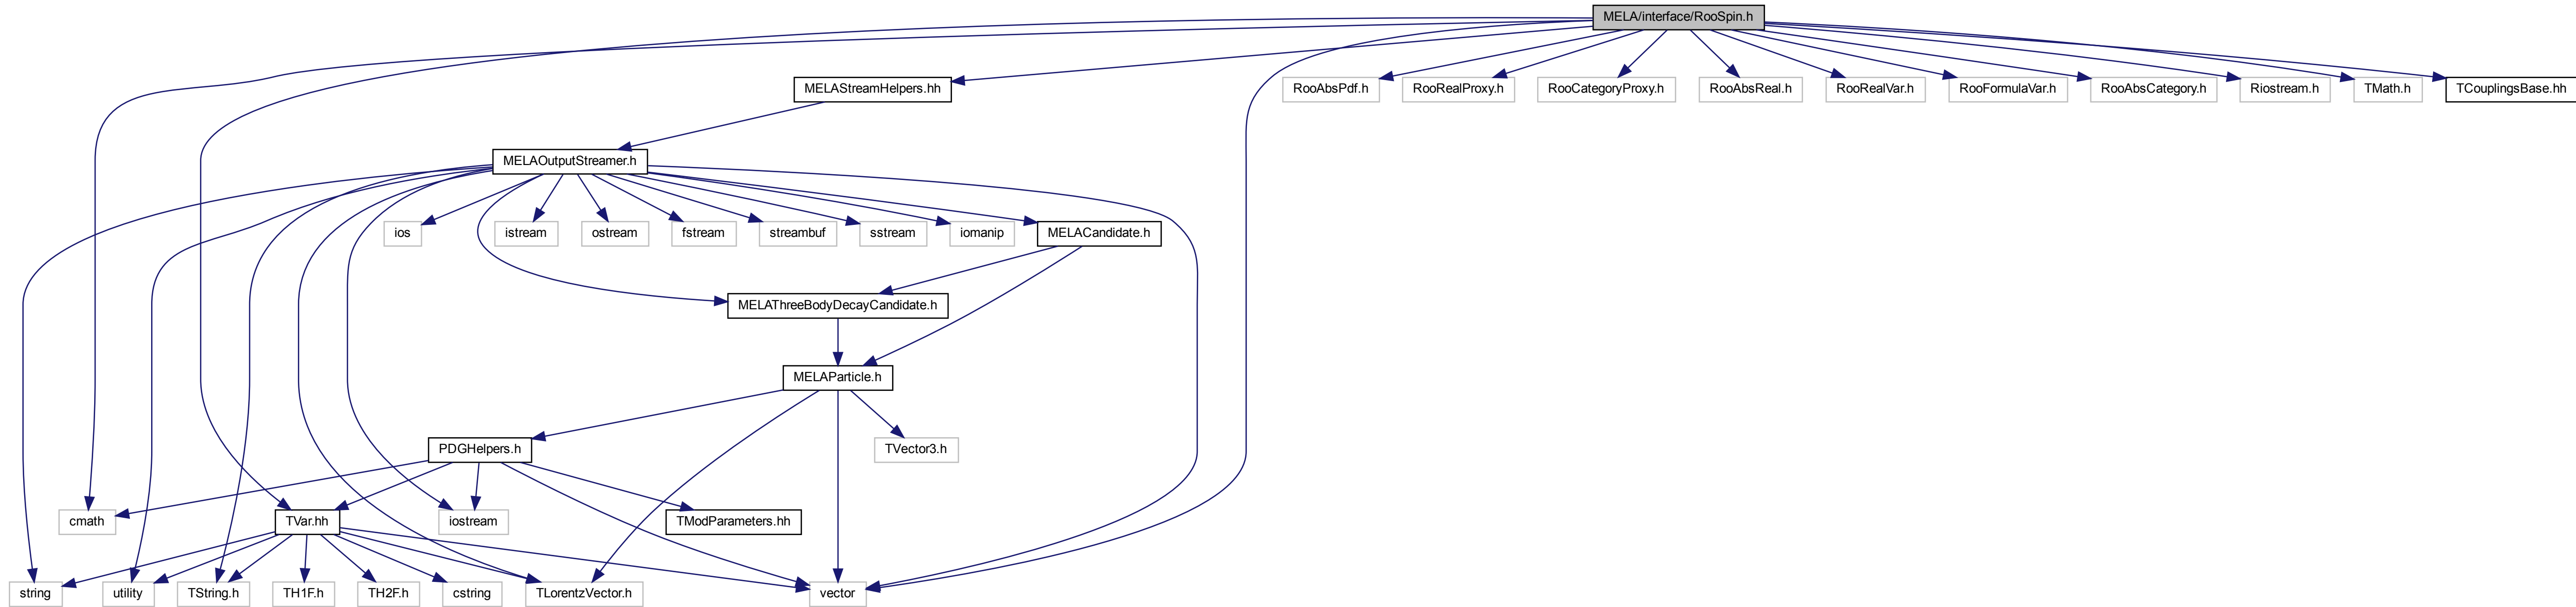 MELA/interface/RooSpin.h
MELAStreamHelpers.hh
RooAbsPdf.h
RooRealProxy.h
RooCategoryProxy.h
RooAbsReal.h
RooRealVar.h
RooFormulaVar.h
RooAbsCategory.h
Riostream.h
TMath.h
TCouplingsBase.hh
MELAOutputStreamer.h
ios
istream
ostream
fstream
streambuf
sstream
iomanip
MELACandidate.h
MELAThreeBodyDecayCandidate.h
MELAParticle.h
PDGHelpers.h
TVector3.h
cmath
TVar.hh
iostream
TModParameters.hh
string
utility
TString.h
TH1F.h
TH2F.h
cstring
TLorentzVector.h
vector